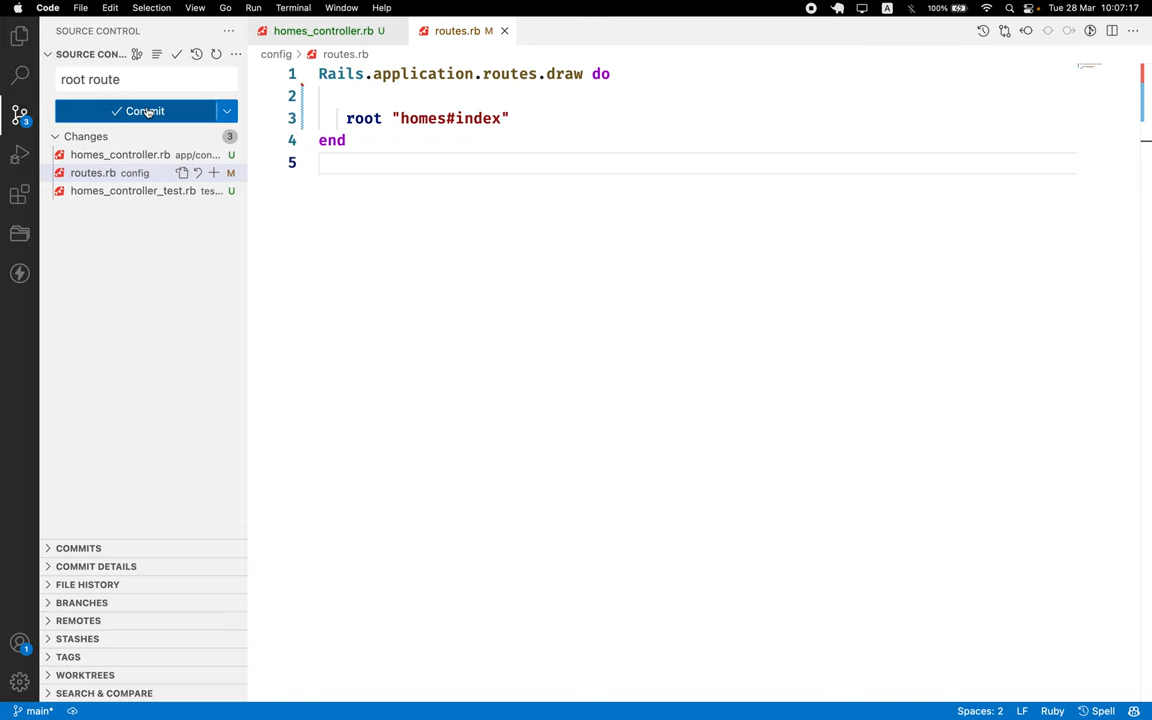 Code File Edit Selection View Go Run Terminal Window Help A 100% Tue 28 Mar 10:07:17
SOURCE CONTROL ···
homes_controller.rb U
routes.rb M
SOURCE CON... ···
config > routes.rb
root route
Commit
Changes 3
homes_controller.rb app/con... U
routes.rb config M
homes_controller_test.rb tes... U
1 Rails.application.routes.draw do
2
3 root "homes#index"
4 end
5
3
COMMITS
COMMIT DETAILS
FILE HISTORY
BRANCHES
REMOTES
STASHES
TAGS
WORKTREES
SEARCH & COMPARE
1
main* Spaces: 2 LF Ruby Spell